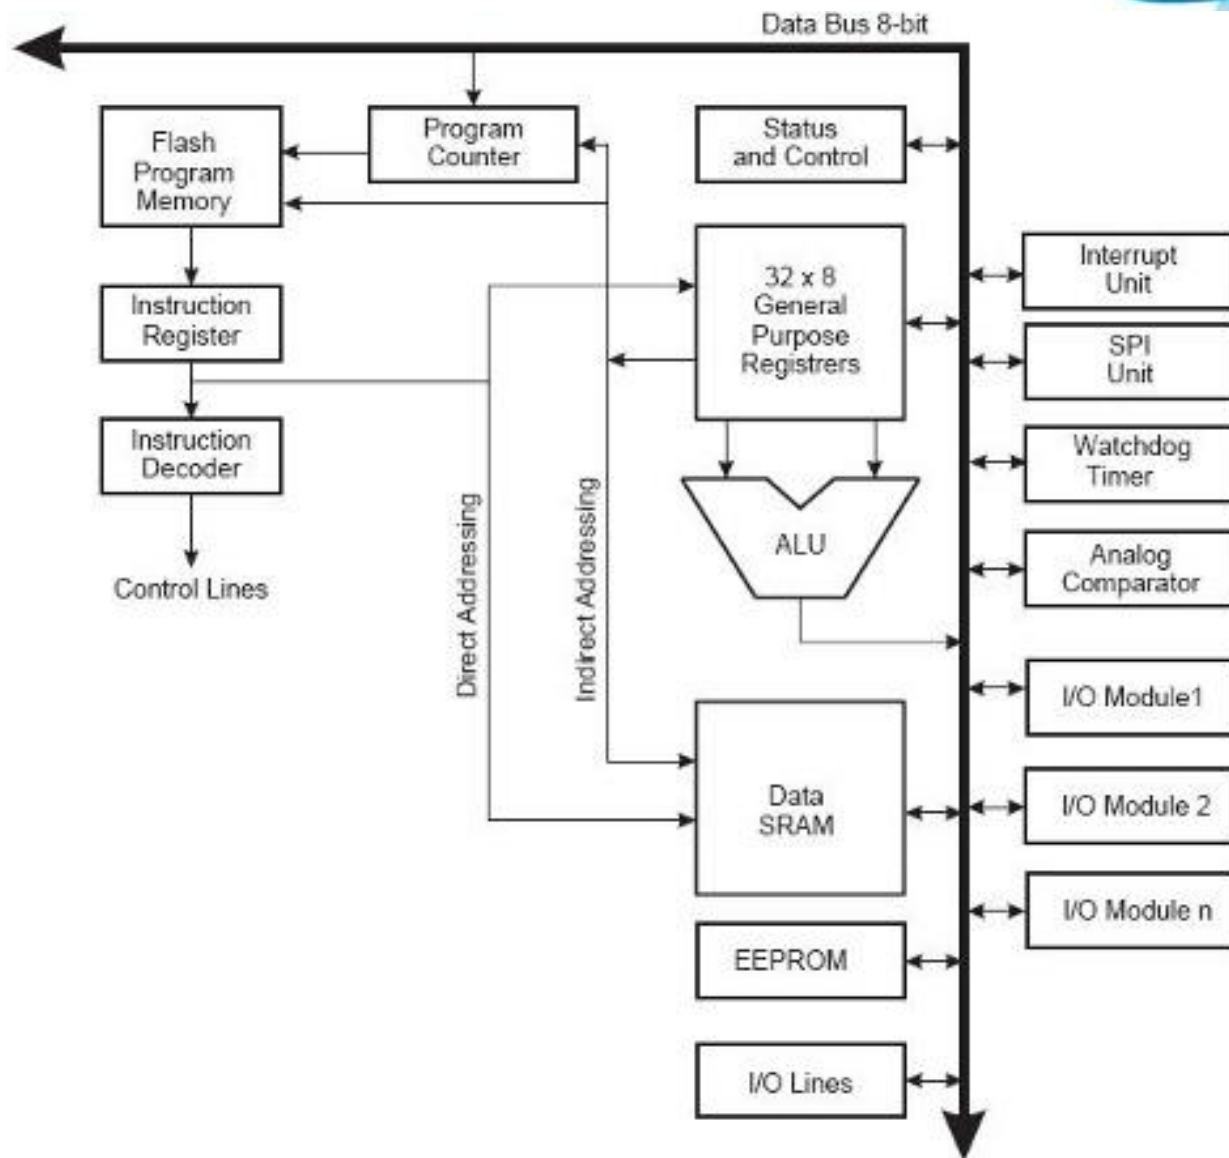 Data Bus 8-bit
Flash
Program
Memory
Program
Counter
Status
and Control
Instruction
Register
32 x 8
General
Purpose
Registrers
Interrupt
Unit
SPI
Unit
Instruction
Decoder
Watchdog
Timer
ALU
Analog
Comparator
Control Lines
Direct Addressing
Indirect Addressing
I/O Module1
Data
SRAM
I/O Module 2
I/O Module n
EEPROM
I/O Lines